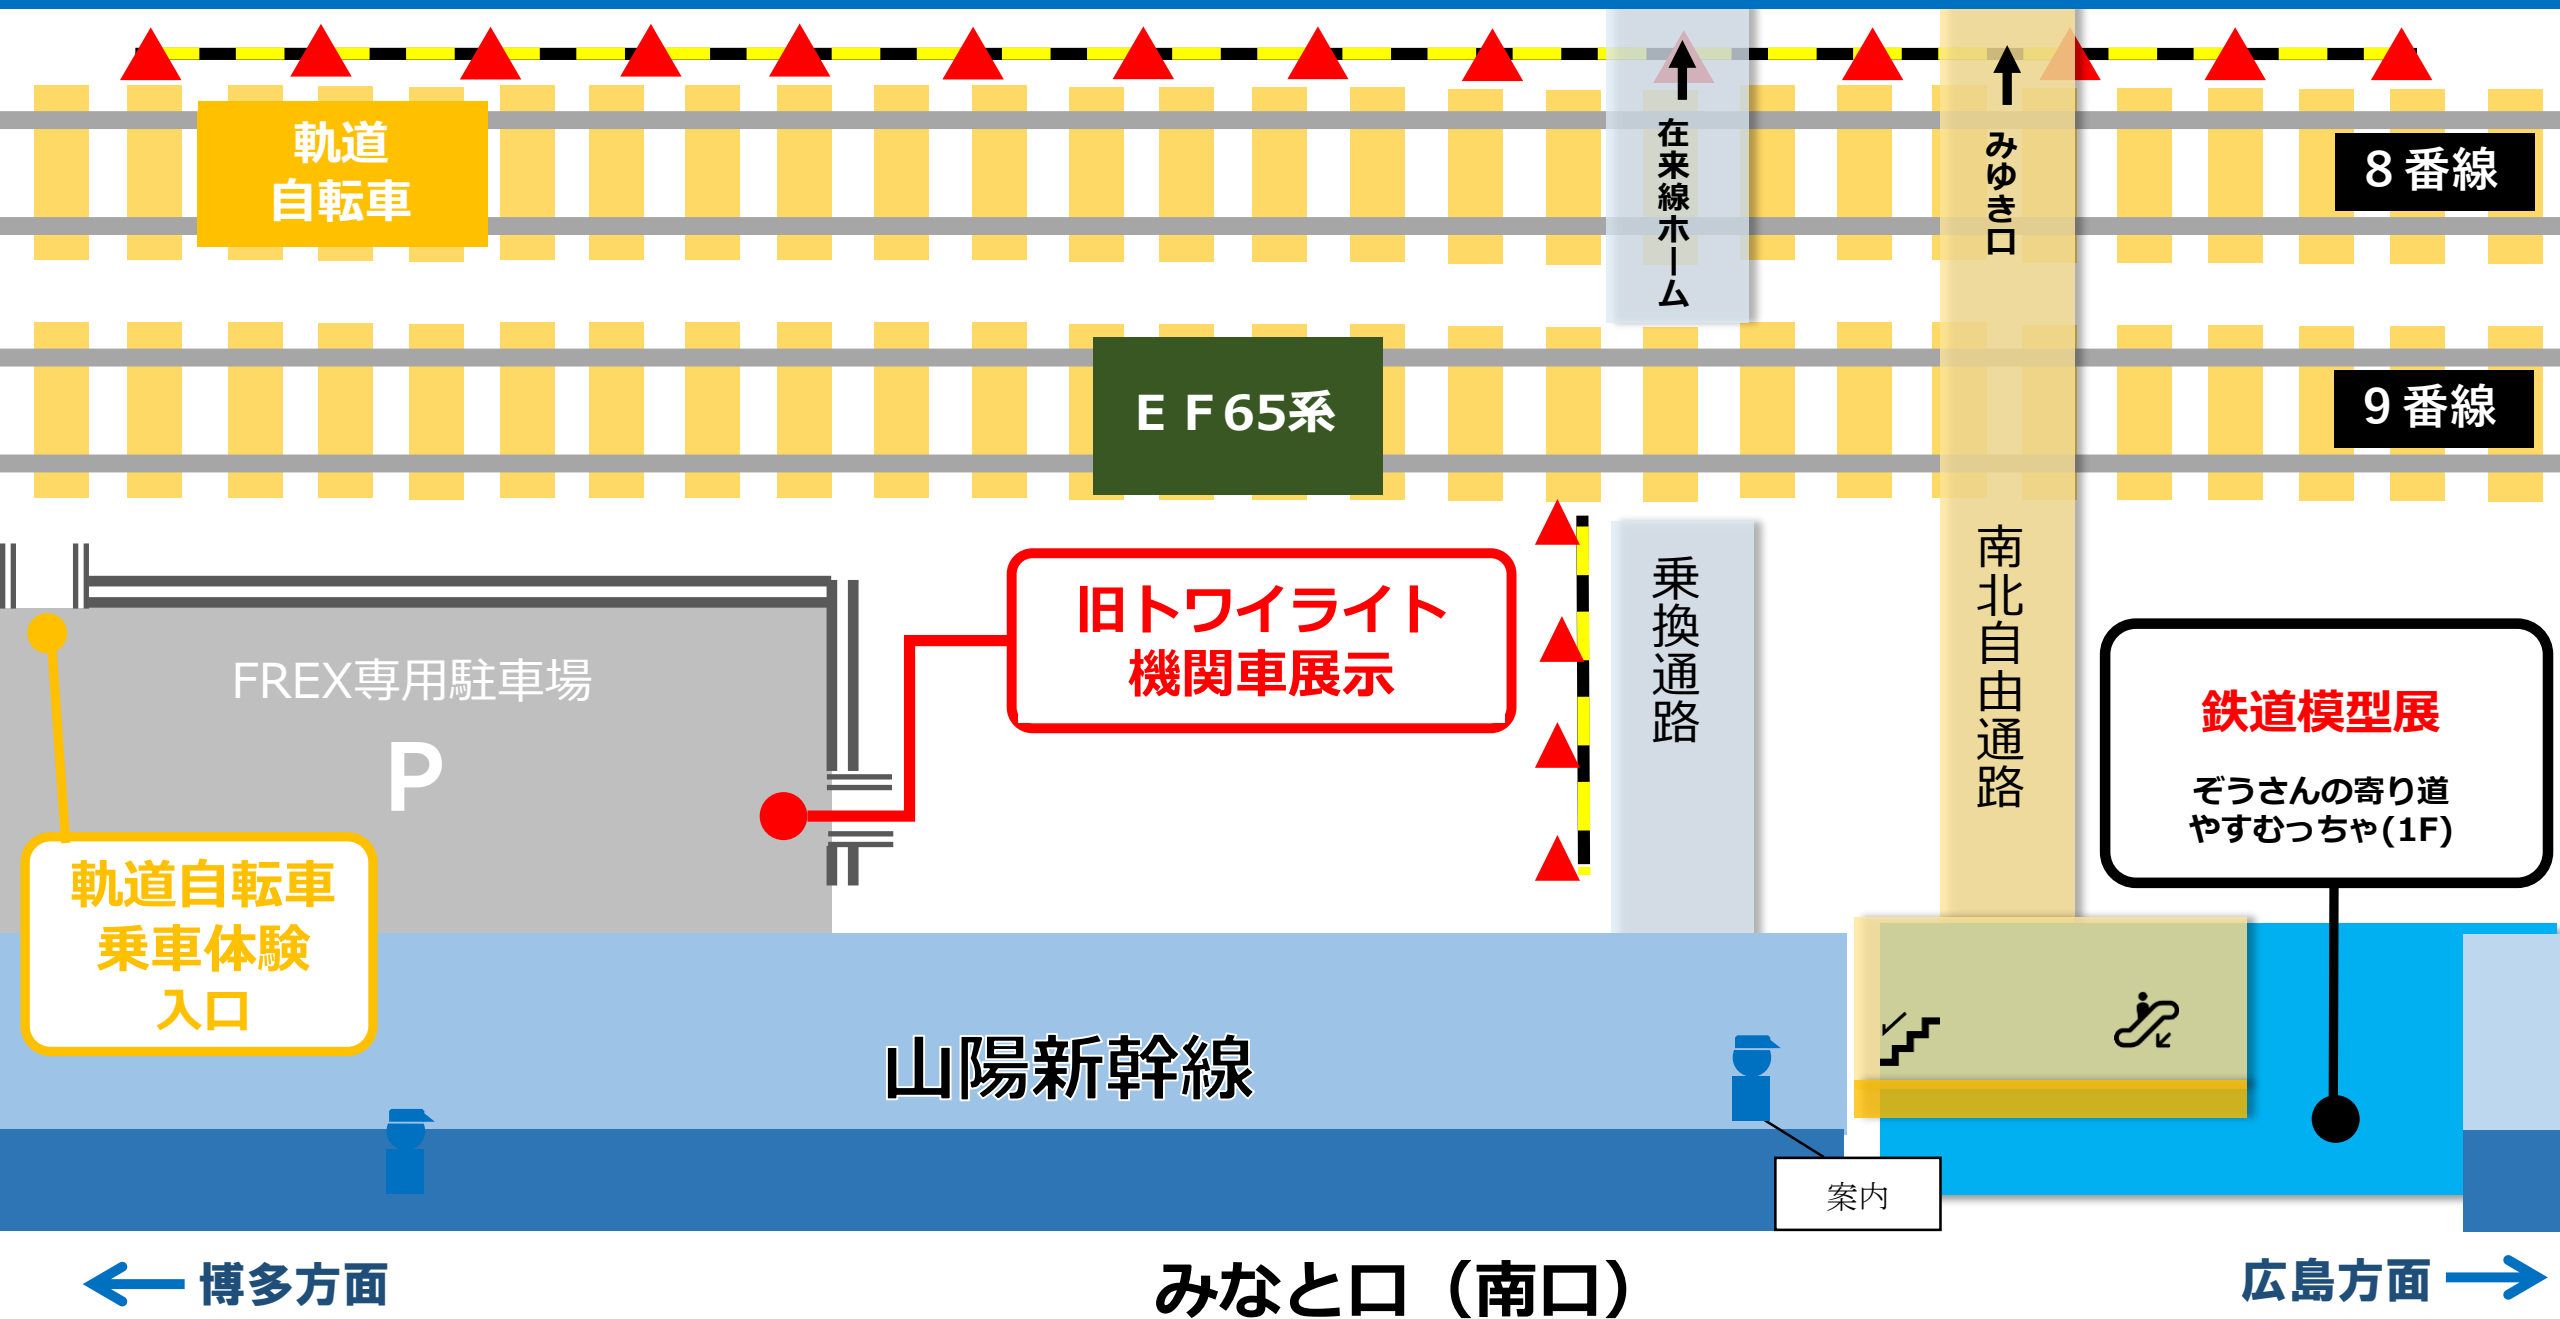 軌道
自転車
在来線ホーム
みゆき口
８番線
ＥＦ65系
９番線
旧トワイライト
機関車展示
乗換通路
南北自由通路
FREX専用駐車場
P
鉄道模型展
ぞうさんの寄り道
やすむっちゃ(1F)
軌道自転車
乗車体験
入口
山陽新幹線
案内
博多方面
みなと口（南口）
広島方面